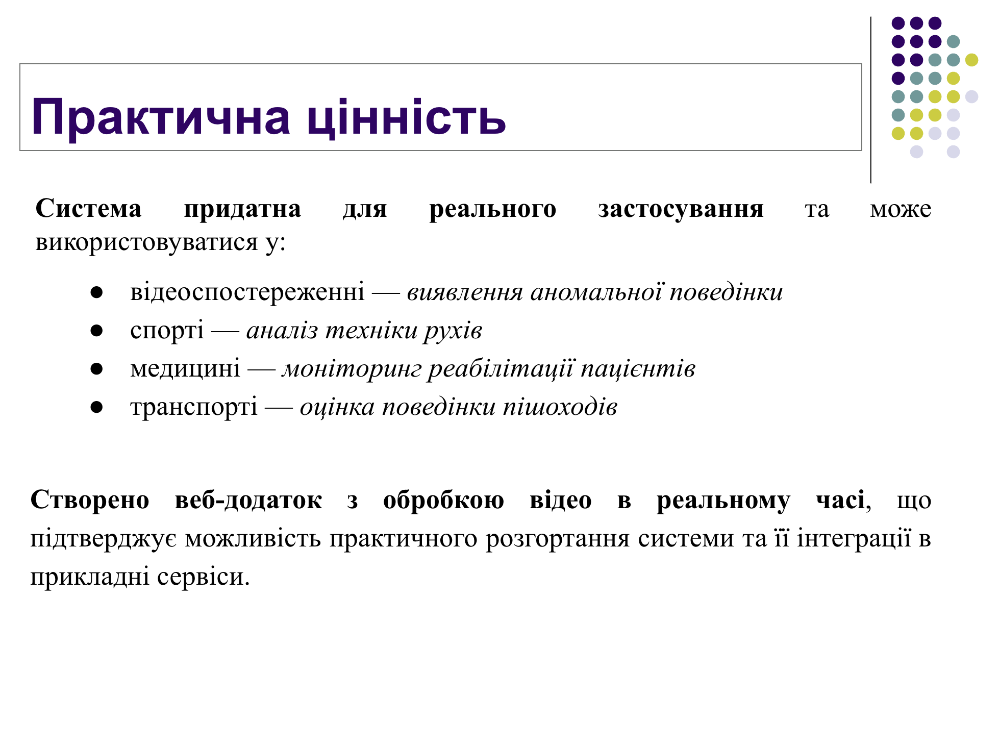 Практична цінність
Система придатна для реального застосування та може
використовуватися у:
● відеоспостереженні — виявлення аномальної поведінки
● спорті — аналіз техніки рухів
● медицині — моніторинг реабілітації пацієнтів
● транспорті — оцінка поведінки пішоходів
Створено веб-додаток з обробкою відео в реальному часі, що
підтверджує можливість практичного розгортання системи та її інтеграції в
прикладні сервіси.